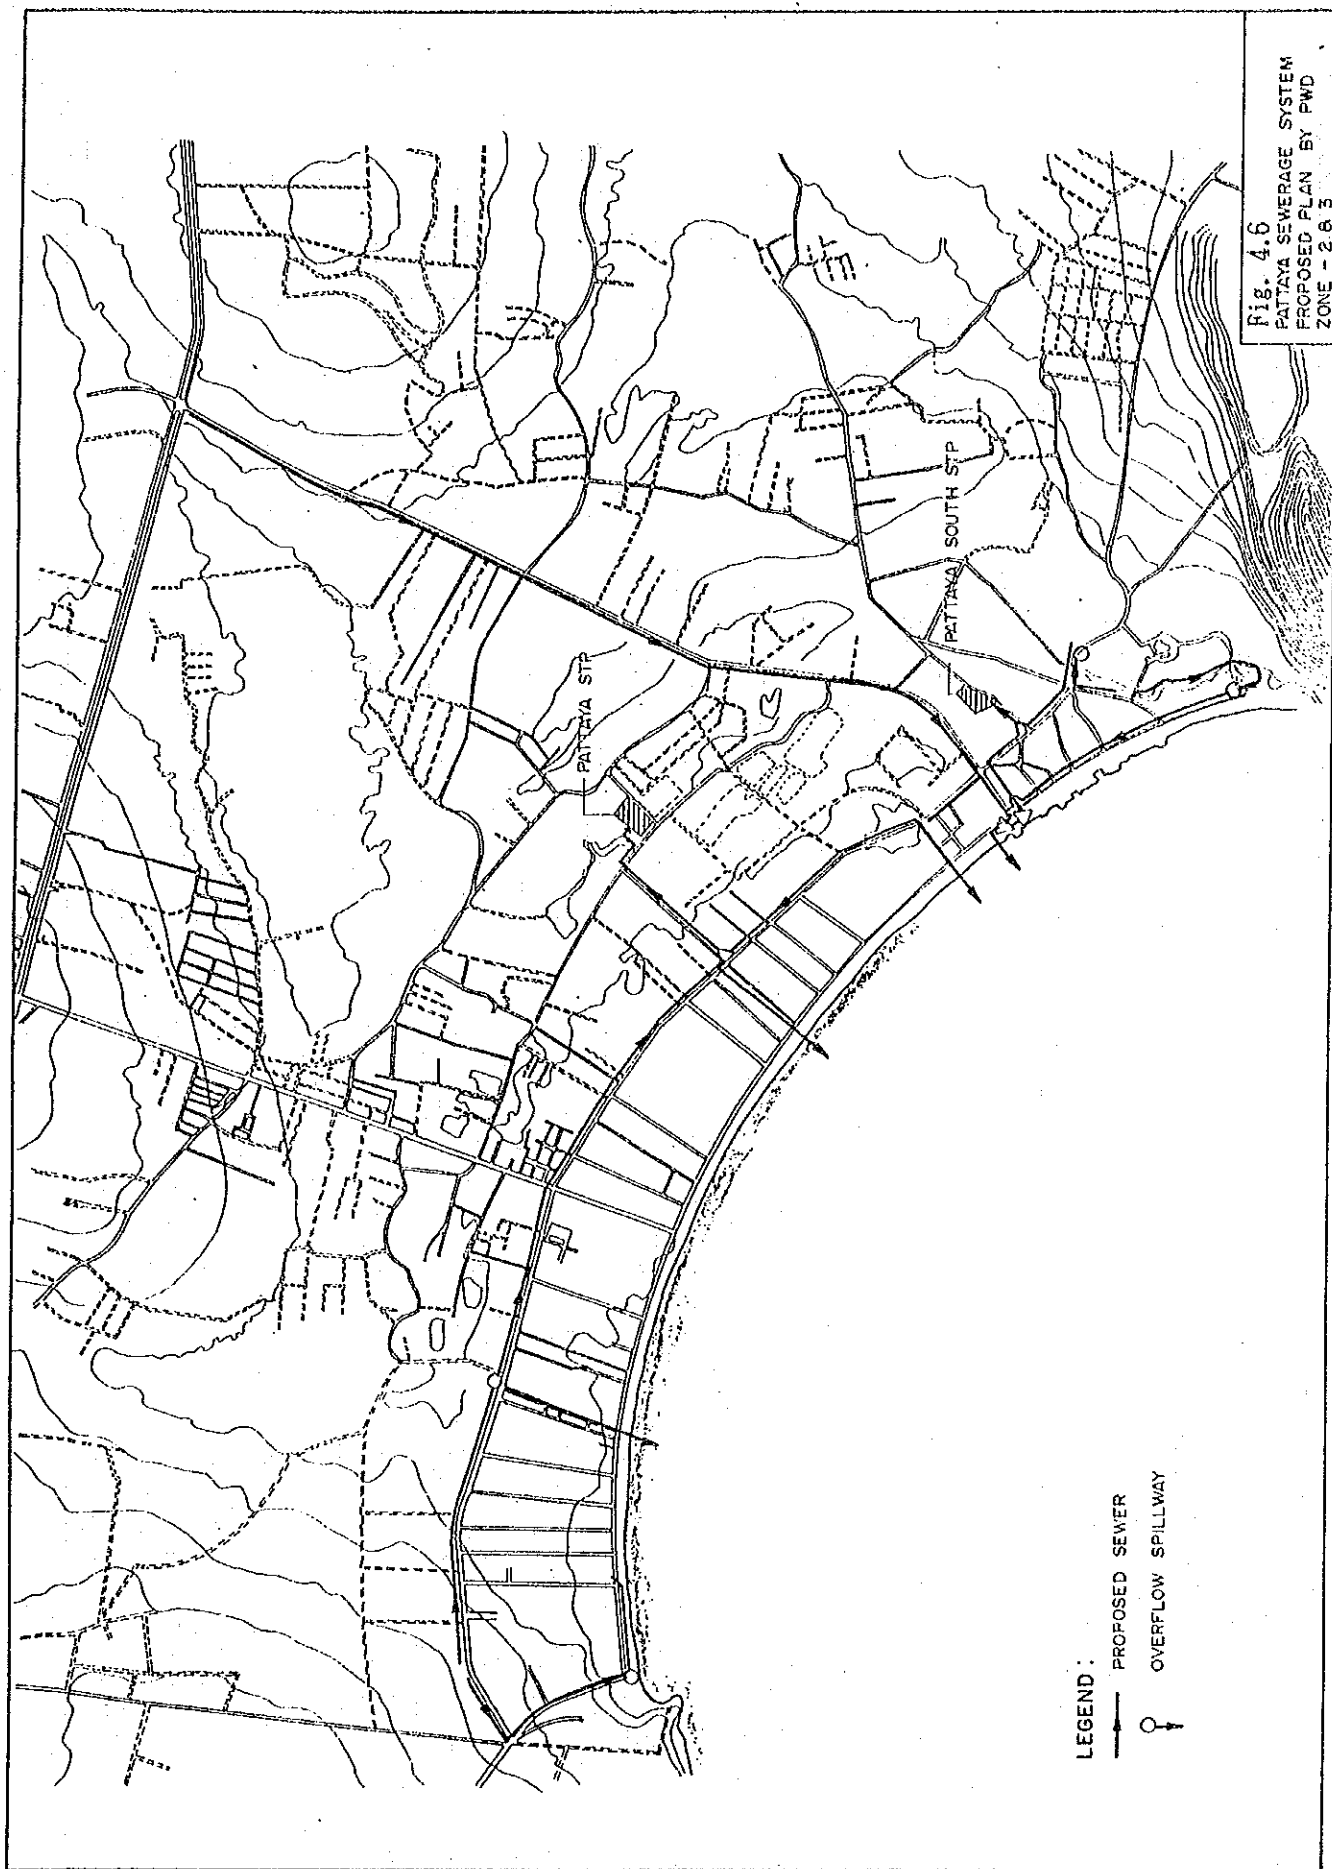 PATTAYA STP
PATTAYA SOUTH STP
LEGEND :
PROPOSED SEWER
OVERFLOW SPILLWAY
Fig. 4.6
PATTAYA SEWERAGE SYSTEM
PROPOSED PLAN BY PWD
ZONE - 2 & 3